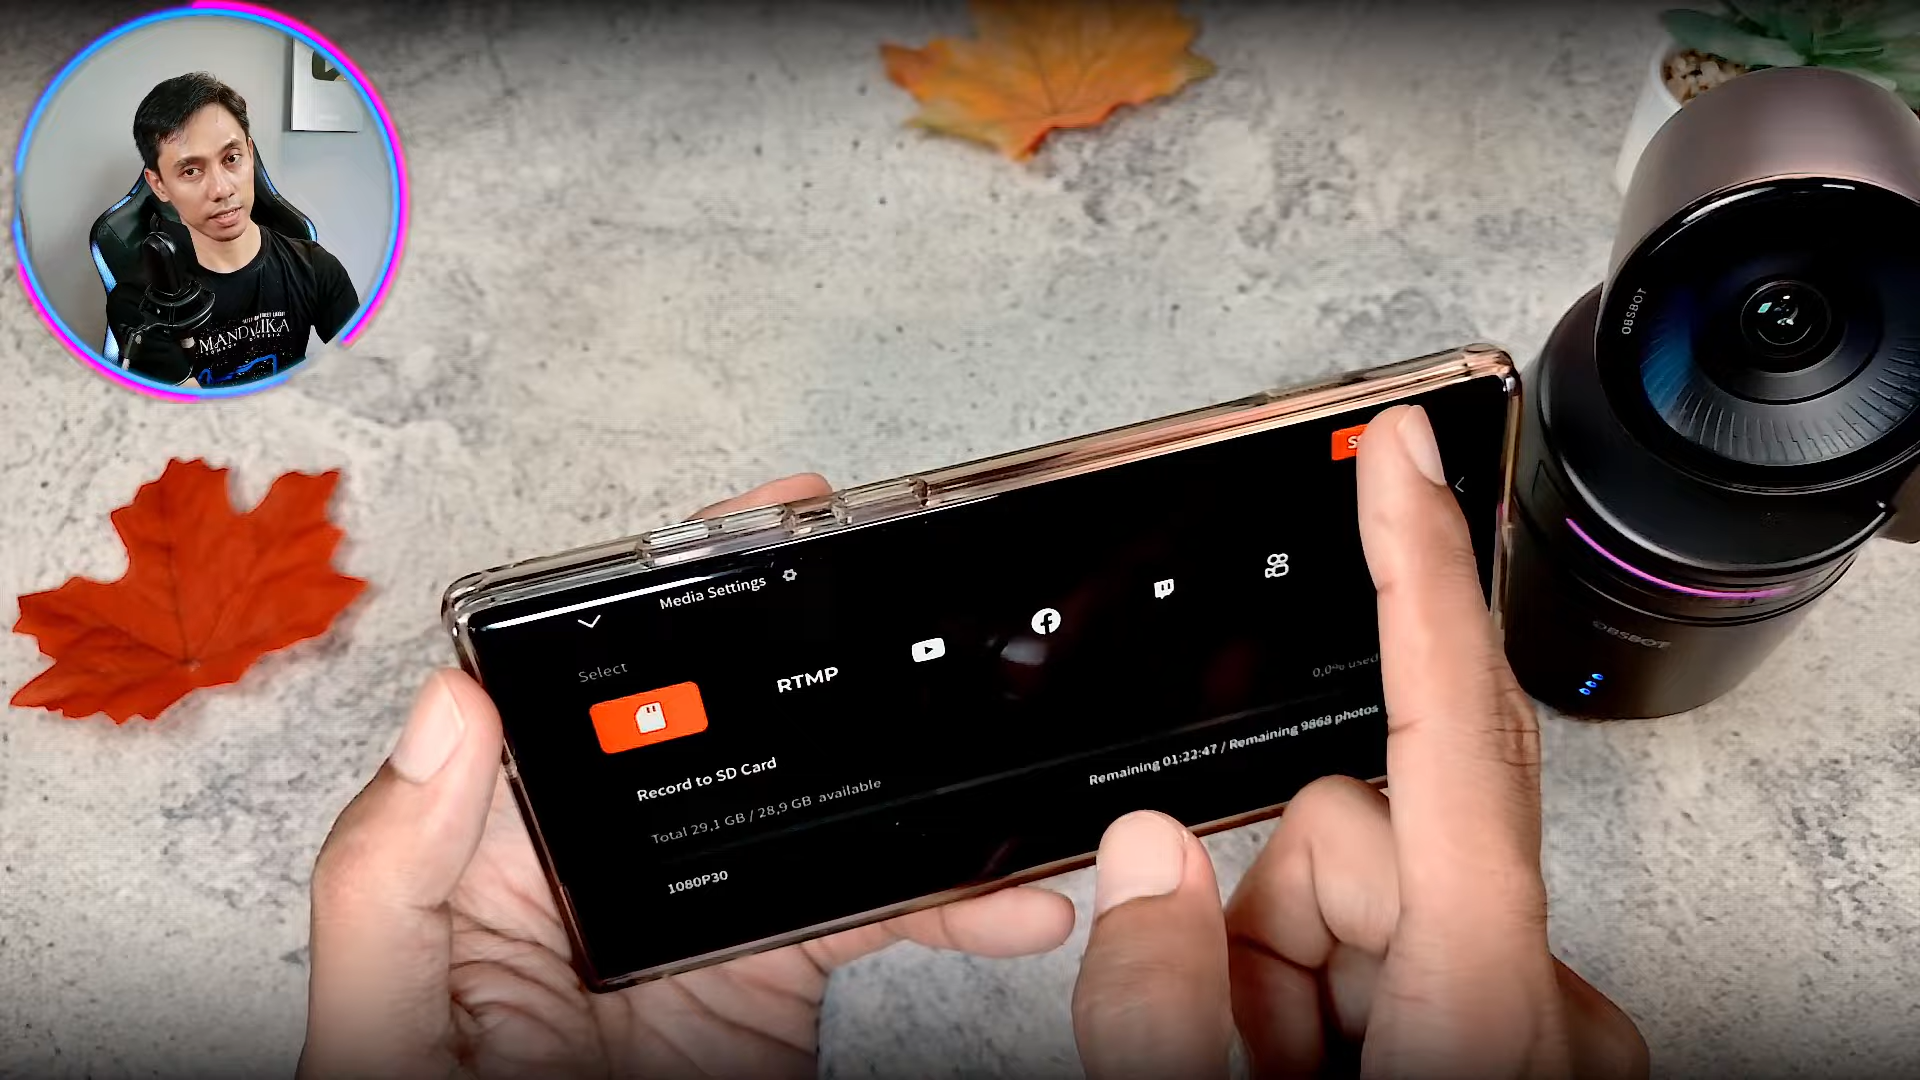 MANDALIKA
OBSBOT
Media Settings
Select
RTMP
0,0% used
Record to SD Card
Total 29,1 GB / 28,9 GB available
Remaining 01:22:47 / Remaining 9868 photos
1080P30
OBSBOT